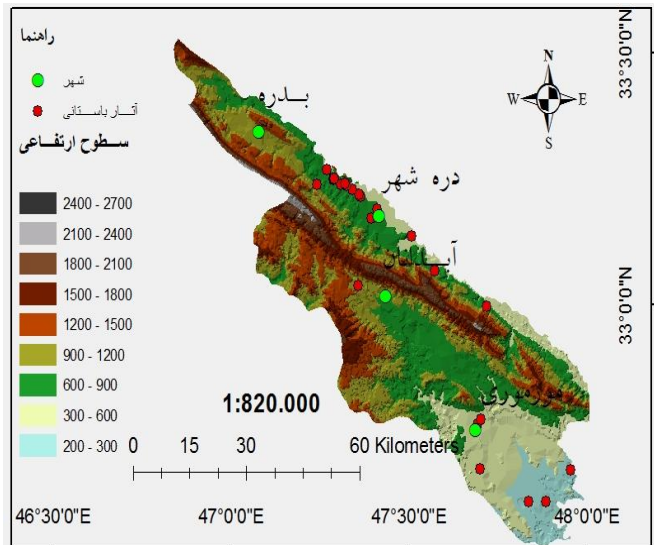 راهنما
شهر
آثار باستانی
سطوح ارتفاعی
2400 - 2700
2100 - 2400
1800 - 2100
1500 - 1800
1200 - 1500
900 - 1200
600 - 900
300 - 600
200 - 300
بدره
دره شهر
آبدانان
مورموری
N
W
E
S
33°30'0"N
33°0'0"N
1:820.000
0 15 30 60 Kilometers
46°30'0"E 47°0'0"E 47°30'0"E 48°0'0"E